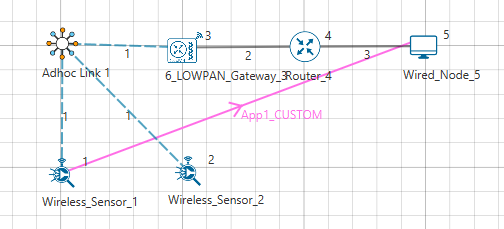 3
4
5
1
2
3
Adhoc Link 1
6_LOWPAN_Gateway_3
Router_4
Wired_Node_5
1
1
App1_CUSTOM
1
2
Wireless_Sensor_1
Wireless_Sensor_2